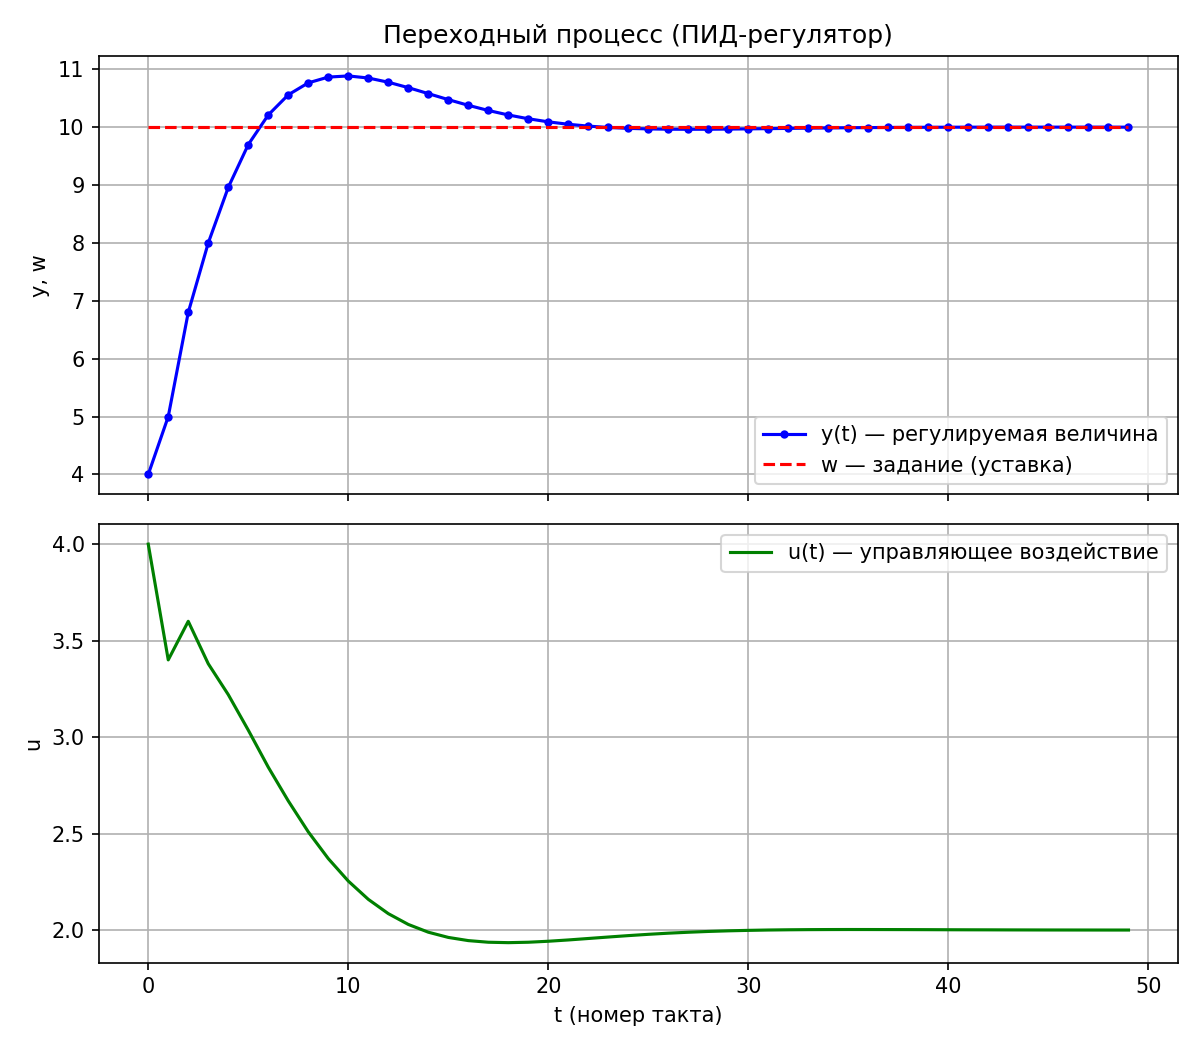 Переходный процесс (ПИД-регулятор)
11
10
9
8
7
6
5
4
y, w
y(t) — регулируемая величина
w — задание (уставка)
4.0
3.5
3.0
2.5
2.0
u
u(t) — управляющее воздействие
0 10 20 30 40 50
t (номер такта)